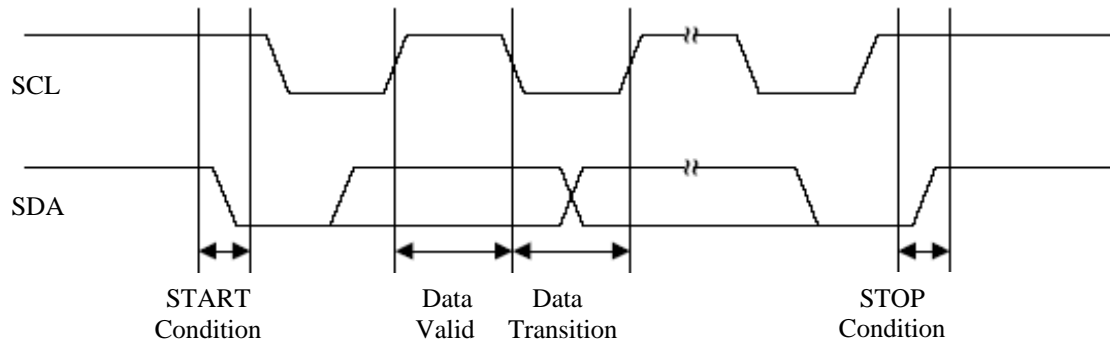 SCL
SDA
START
Condition
Data
Valid
Data
Transition
STOP
Condition